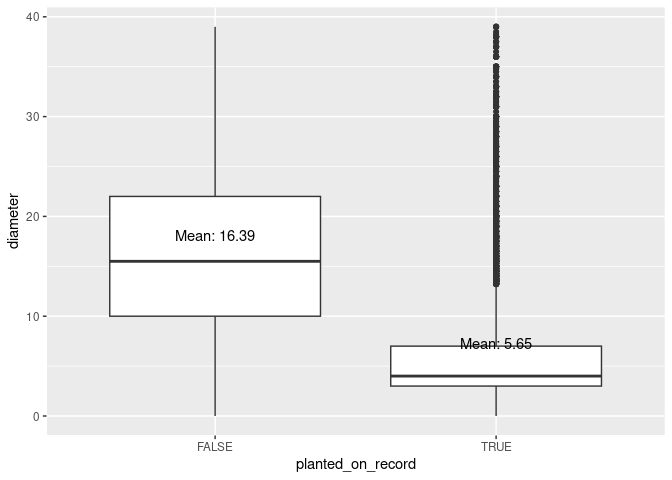 40
30
20
10
0
diameter
Mean: 16.39
Mean: 5.65
FALSE
TRUE
planted_on_record